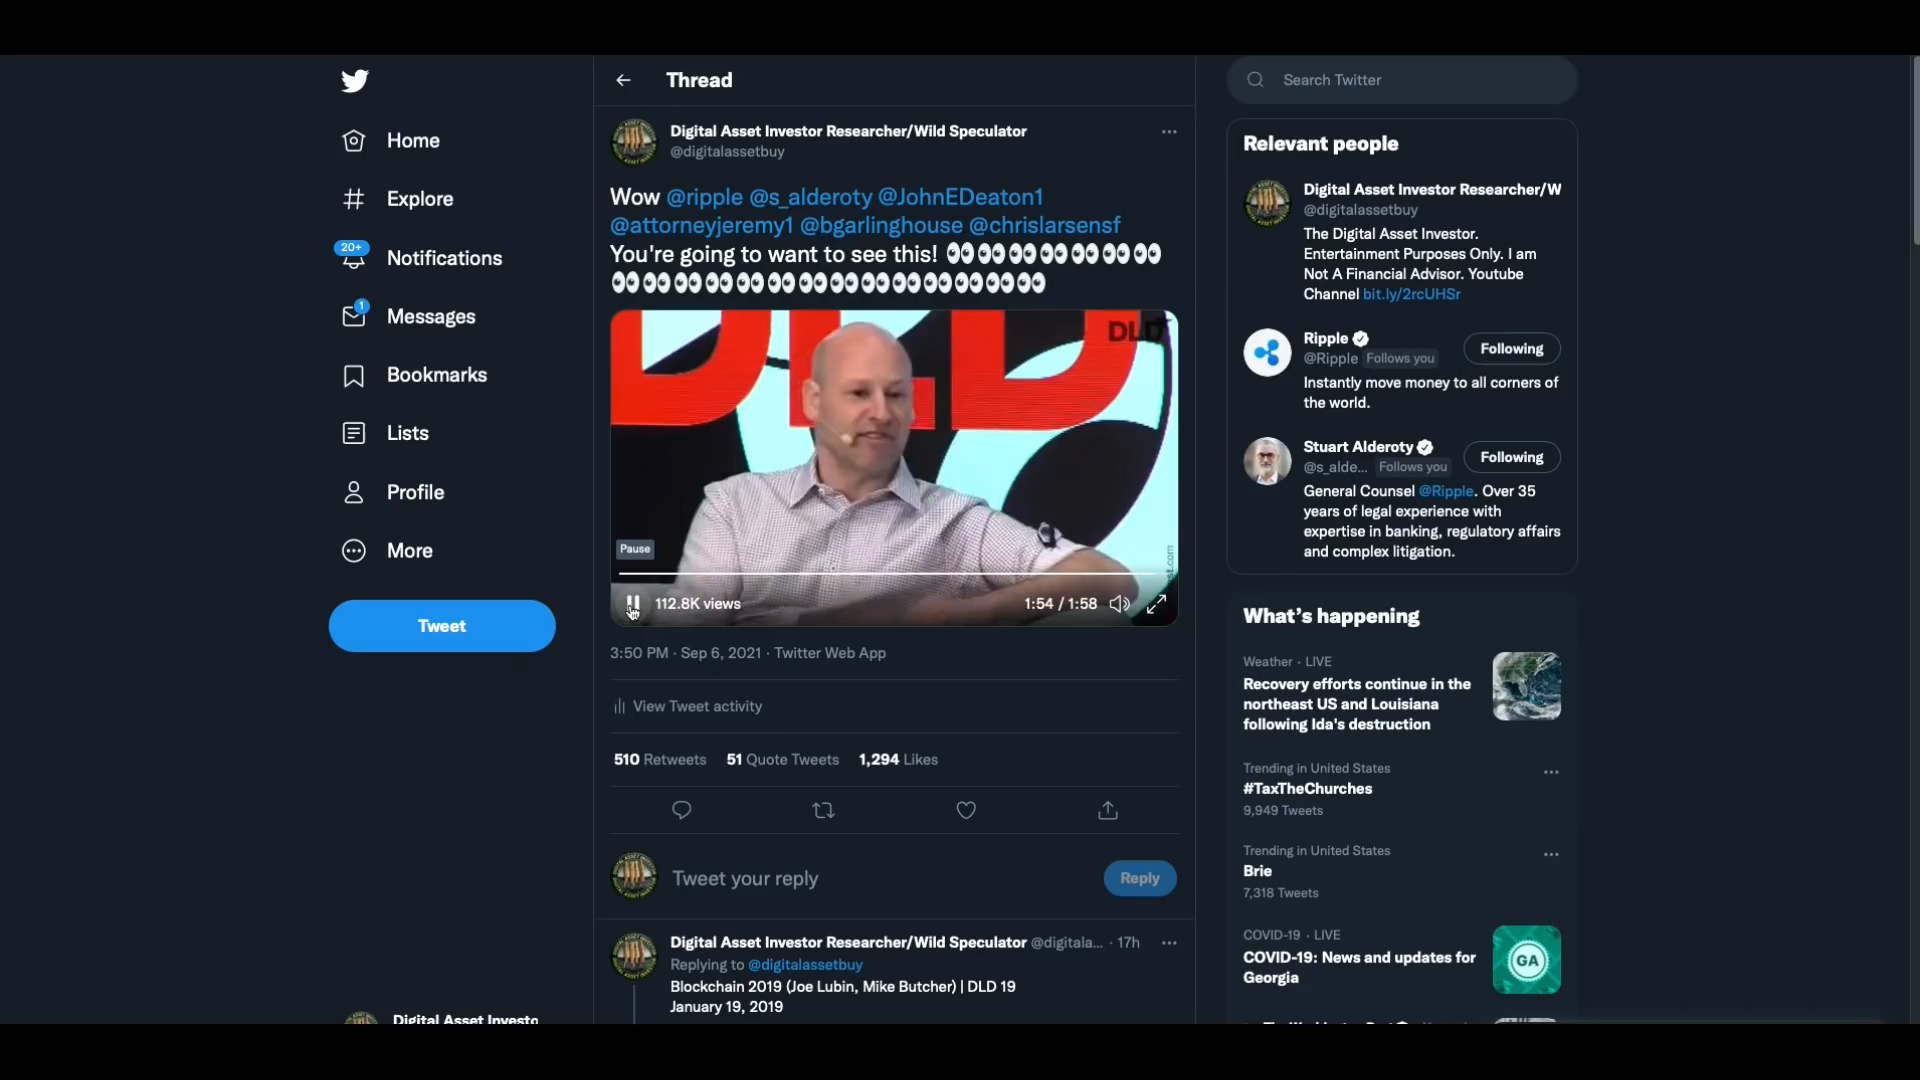 Thread
Search Twitter
Home
Explore
20+
Notifications
1
Messages
Bookmarks
Lists
Profile
More
Tweet
Digital Asset Investor Researcher/Wild Speculator
@digitalassetbuy
Wow @ripple @s_alderoty @JohnEDeaton1
@attorneyjeremy1 @bgarlinghouse @chrislarsensf
You're going to want to see this! 👀👀👀👀👀👀👀
👀👀👀👀👀👀👀👀👀👀👀👀👀👀
DLD
DLD
Pause
112.8K views
1:54 / 1:58
3:50 PM · Sep 6, 2021 · Twitter Web App
View Tweet activity
510 Retweets 51 Quote Tweets 1,294 Likes
Tweet your reply
Reply
Digital Asset Investor Researcher/Wild Speculator @digitala... · 17h
Replying to @digitalassetbuy
Blockchain 2019 (Joe Lubin, Mike Butcher) | DLD 19
January 19, 2019
Digital Asset Investo
Relevant people
Digital Asset Investor Researcher/W
@digitalassetbuy
The Digital Asset Investor.
Entertainment Purposes Only. I am
Not A Financial Advisor. Youtube
Channel bit.ly/2rcUHSr
Ripple
@Ripple Follows you
Following
Instantly move money to all corners of
the world.
Stuart Alderoty
@s_alde... Follows you
Following
General Counsel @Ripple. Over 35
years of legal experience with
expertise in banking, regulatory affairs
and complex litigation.
What's happening
Weather · LIVE
Recovery efforts continue in the
northeast US and Louisiana
following Ida's destruction
Trending in United States
#TaxTheChurches
9,949 Tweets
Trending in United States
Brie
7,318 Tweets
COVID-19 · LIVE
COVID-19: News and updates for
Georgia
GA